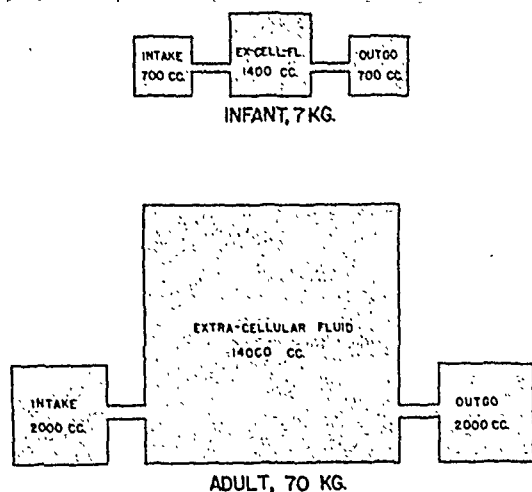 INTAKE
700 CC.
EX-CELL-FL.
1400 CC.
OUTGO
700 CC.
INFANT, 7 KG.
EXTRA-CELLULAR FLUID
14000 CC.
INTAKE
2000 CC.
OUTGO
2000 CC.
ADULT, 70 KG.